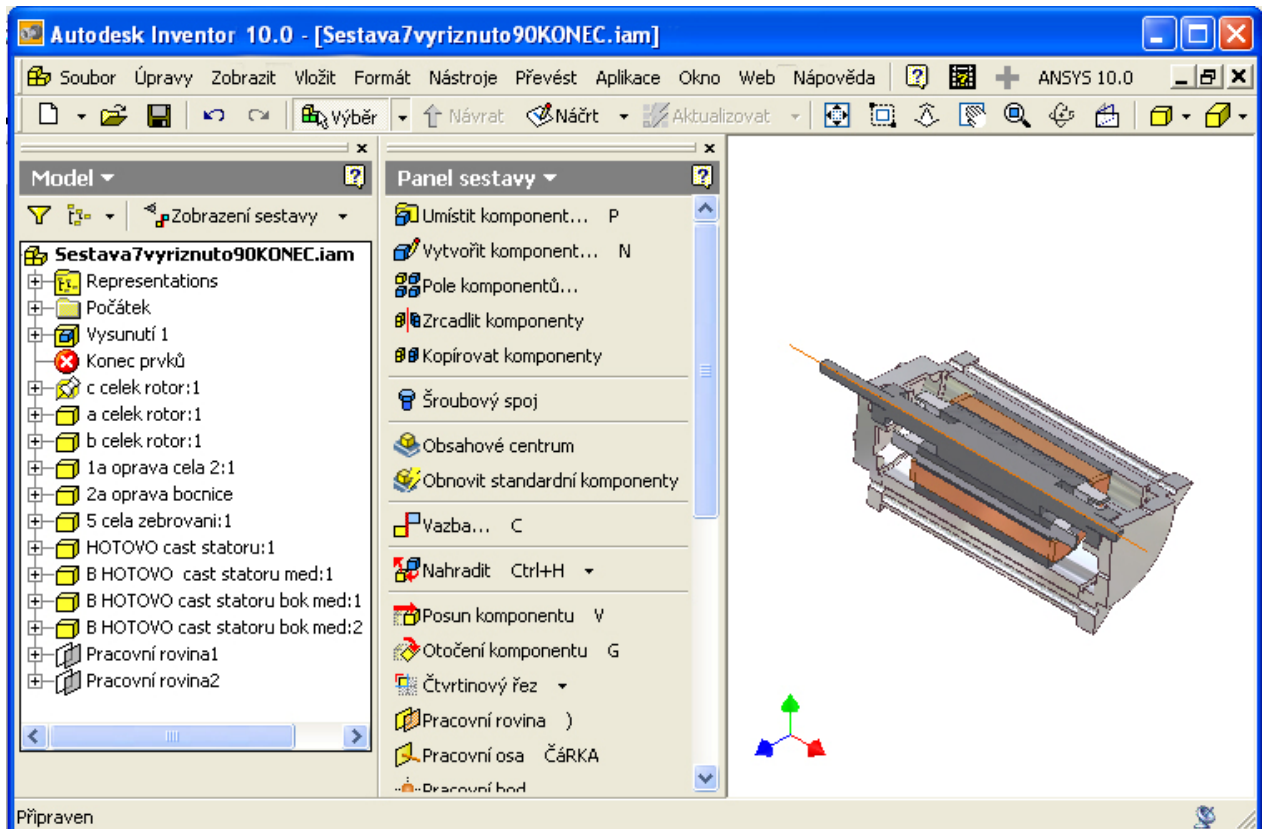 Autodesk Inventor 10.0 - [Sestava7vyriznuto90KONEC.iam]
Soubor Úpravy Zobrazit Vložit Formát Nástroje Převést Aplikace Okno Web Nápověda ANSYS 10.0
Výběr Návrat Náčrt Aktualizovat
Model
Zobrazení sestavy
Sestava7vyriznuto90KONEC.iam
Representations
Počátek
Vysunutí 1
Konec prvků
c celek rotor:1
a celek rotor:1
b celek rotor:1
1a oprava cela 2:1
2a oprava bocnice
5 cela zebrovani:1
HOTOVO cast statoru:1
B HOTOVO  cast statoru med:1
B HOTOVO cast statoru bok med:1
B HOTOVO cast statoru bok med:2
Pracovní rovina1
Pracovní rovina2
Panel sestavy
Umístit komponent... P
Vytvořit komponent... N
Pole komponentů...
Zrcadlit komponenty
Kopírovat komponenty
Šroubový spoj
Obsahové centrum
Obnovit standardní komponenty
Vazba... C
Nahradit Ctrl+H
Posun komponentu V
Otočení komponentu G
Čtvrtinový řez
Pracovní rovina )
Pracovní osa ČáRKA
Pracovní bod
Připraven